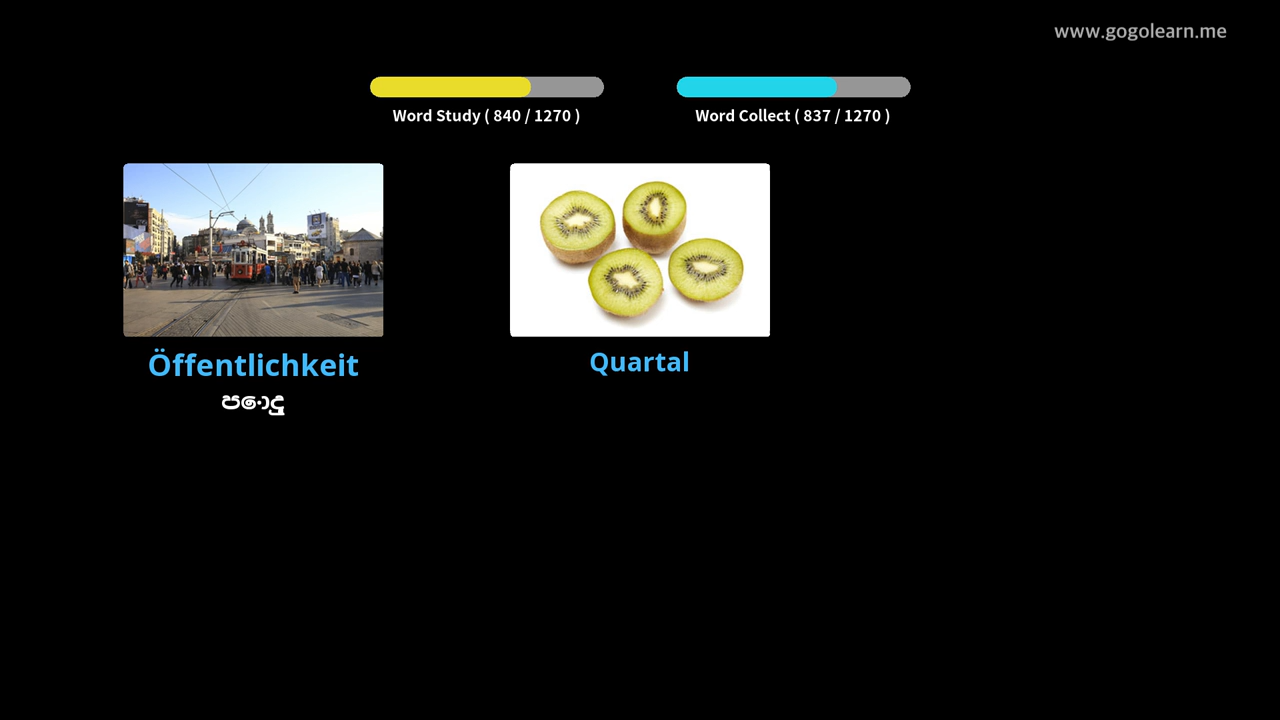 www.gogolearn.me
Word Study ( 840 / 1270 )
Word Collect ( 837 / 1270 )
Öffentlichkeit
පොදු
Quartal